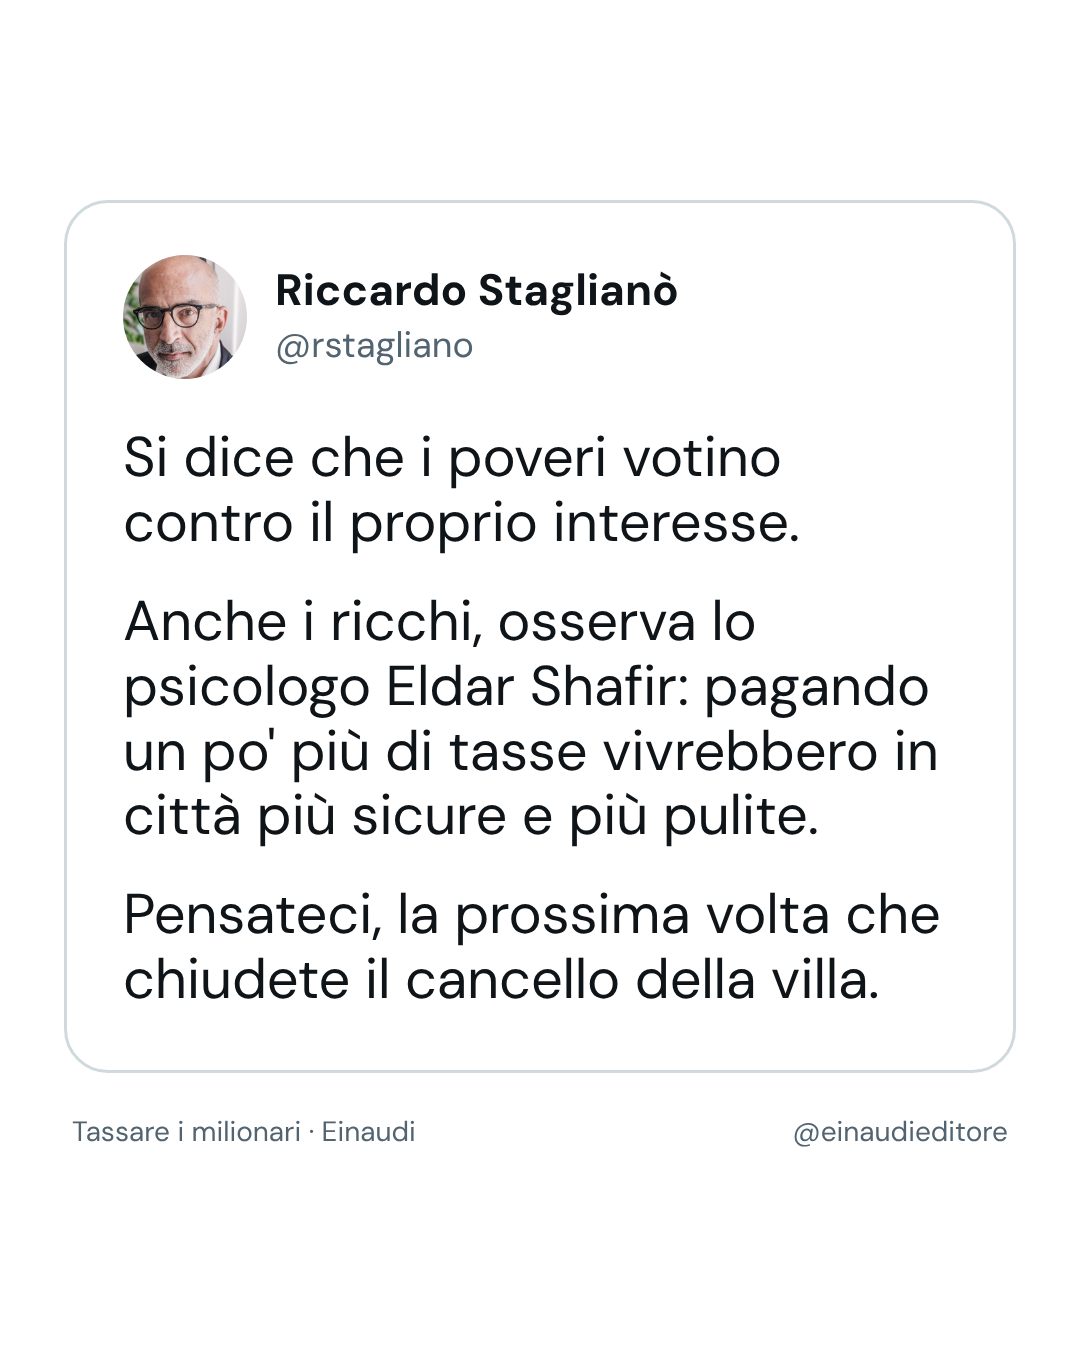 Riccardo Staglianò
@rstagliano
Si dice che i poveri votino
contro il proprio interesse.
Anche i ricchi, osserva lo
psicologo Eldar Shafir: pagando
un po' più di tasse vivrebbero in
città più sicure e più pulite.
Pensateci, la prossima volta che
chiudete il cancello della villa.
Tassare i milionari · Einaudi
@einaudieditore